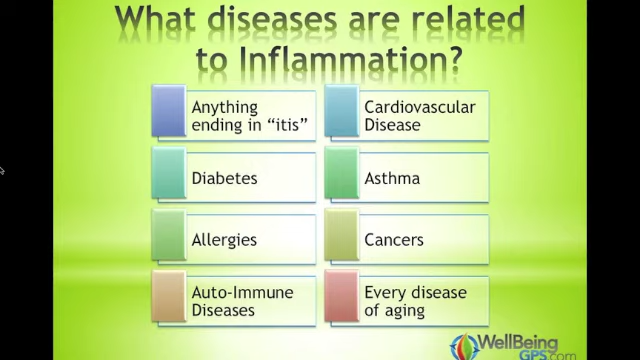 What diseases are related
to Inflammation?
Anything
ending in “itis”
Cardiovascular
Disease
Diabetes
Asthma
Allergies
Cancers
Auto-Immune
Diseases
Every disease
of aging
WellBeing
GPS.com